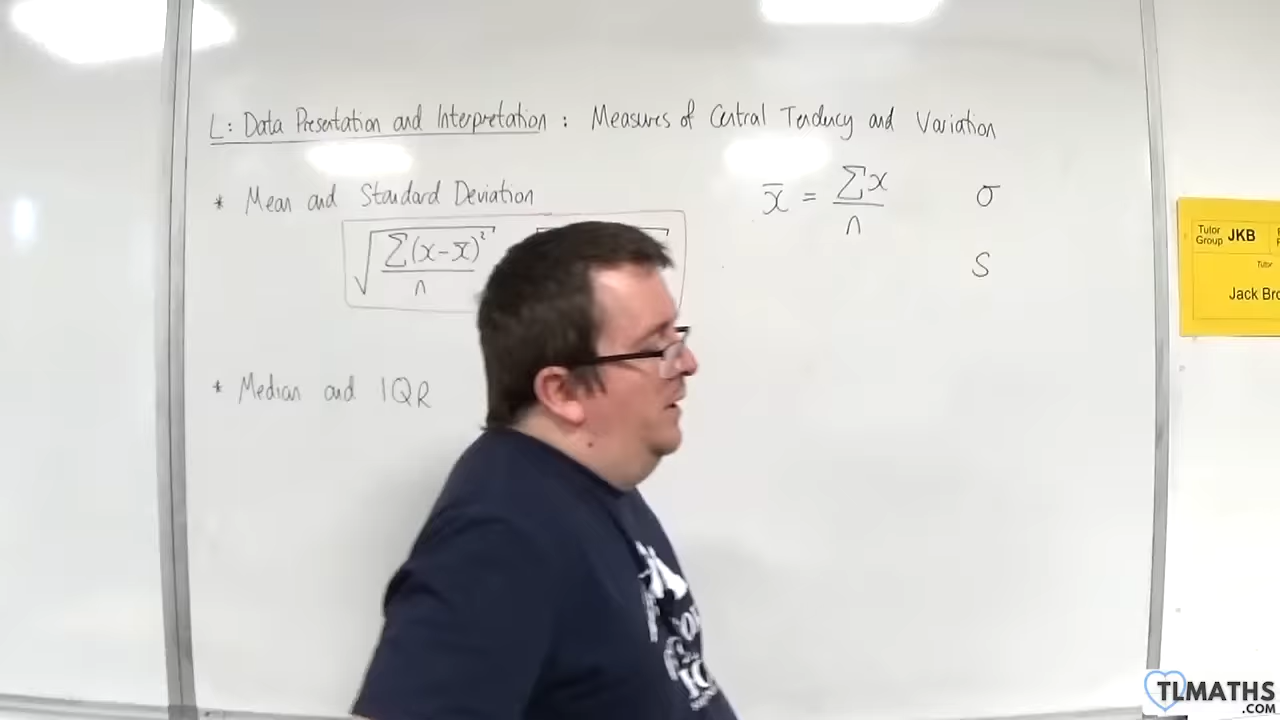 L: Data Presentation and Interpretation: Measures of Central Tendency and Variation
* Mean and Standard Deviation
x̄ = Σx / n
σ
√(Σ(x-x̄)² / n)
S
* Median and IQR
Tutor Group JKB
Tutor
Jack
TLMATHS
.COM